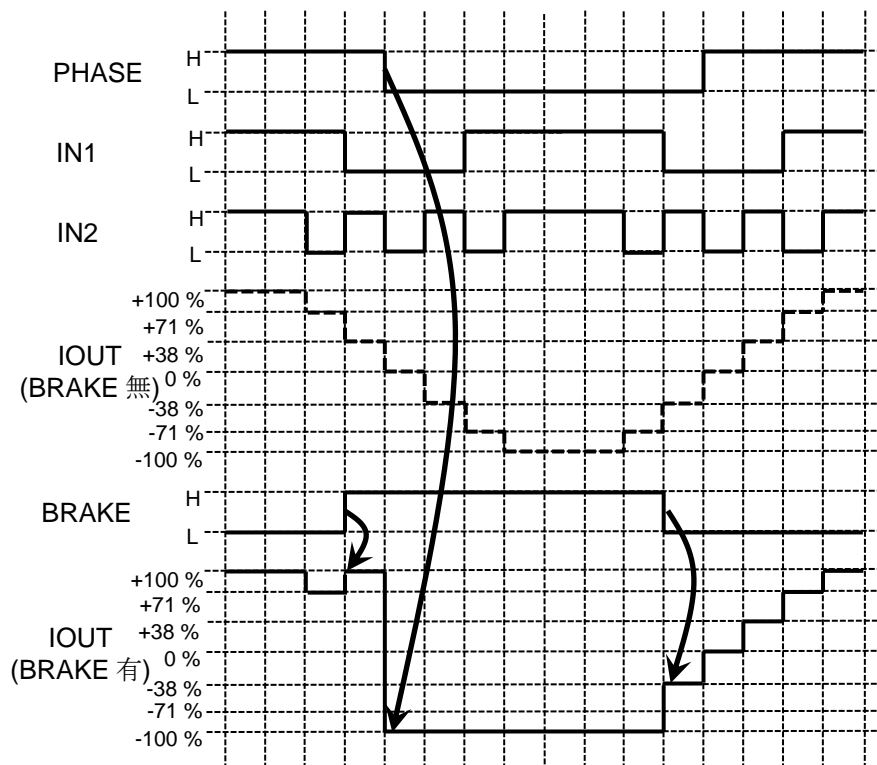 PHASE
H
L
IN1
H
L
IN2
H
L
IOUT
(BRAKE 無)
+100 %
+71 %
+38 %
0 %
-38 %
-71 %
-100 %
BRAKE
H
L
IOUT
(BRAKE 有)
+100 %
+71 %
+38 %
0 %
-38 %
-71 %
-100 %